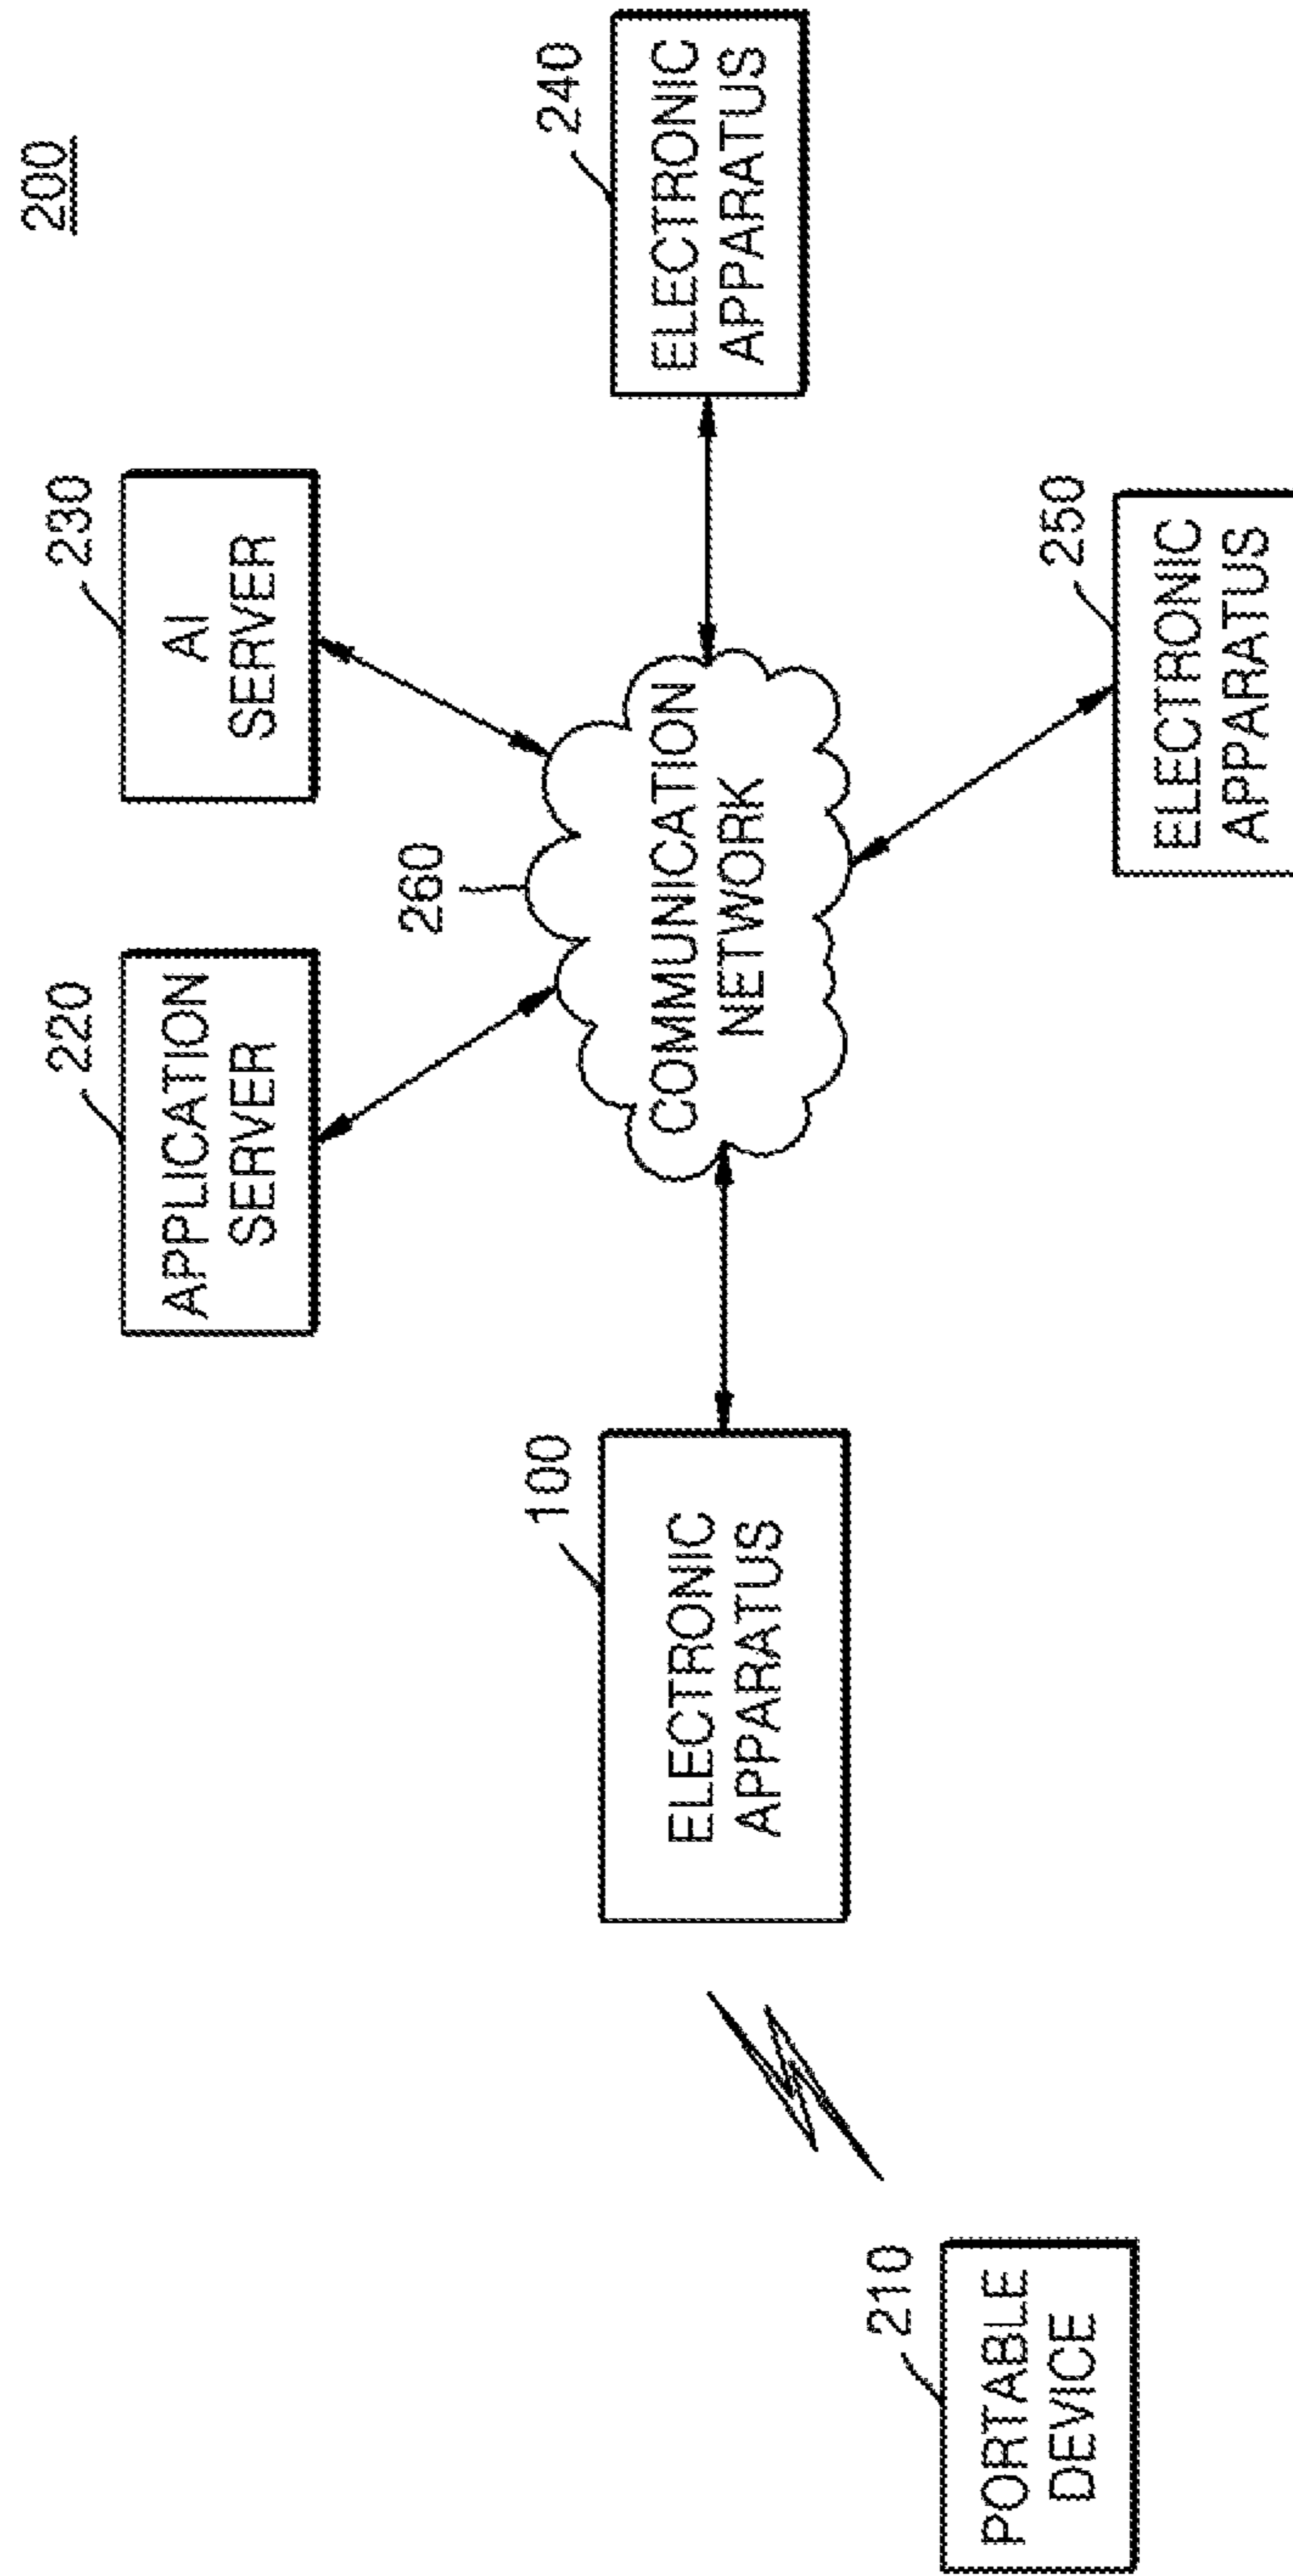 200
220
APPLICATION
SERVER
230
AI
SERVER
260
COMMUNICATION
NETWORK
210
PORTABLE
DEVICE
100
ELECTRONIC
APPARATUS
240
ELECTRONIC
APPARATUS
250
ELECTRONIC
APPARATUS